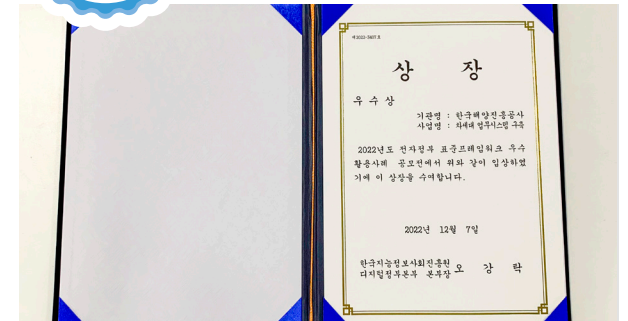 상 장
우 수 상
기관명 : 한국해양진흥공사
사업명 : 차세대 업무시스템 구축
2022년도 전자정부 표준프레임워크 우수
활용사례 공모전에서 위와 같이 입상하였
기에 이 상장을 수여합니다.
2022년 12월 7일
한국지능정보사회진흥원
디지털정부본부 본부장 오 강 탁